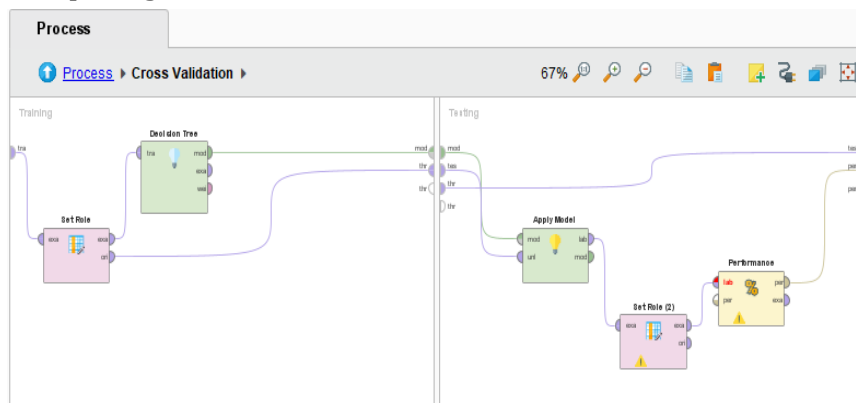 Process
Process ▸ Cross Validation ▸
67%
Training
Testing
tra
Decision Tree
tra
mod
exa
wei
Set Role
exa
exa
ori
mod
thr
thr
mod
tes
thr
thr
Apply Model
mod
unl
lab
mod
Set Role (2)
exa
exa
ori
Performance
lab
per
per
exa
tes
per
per